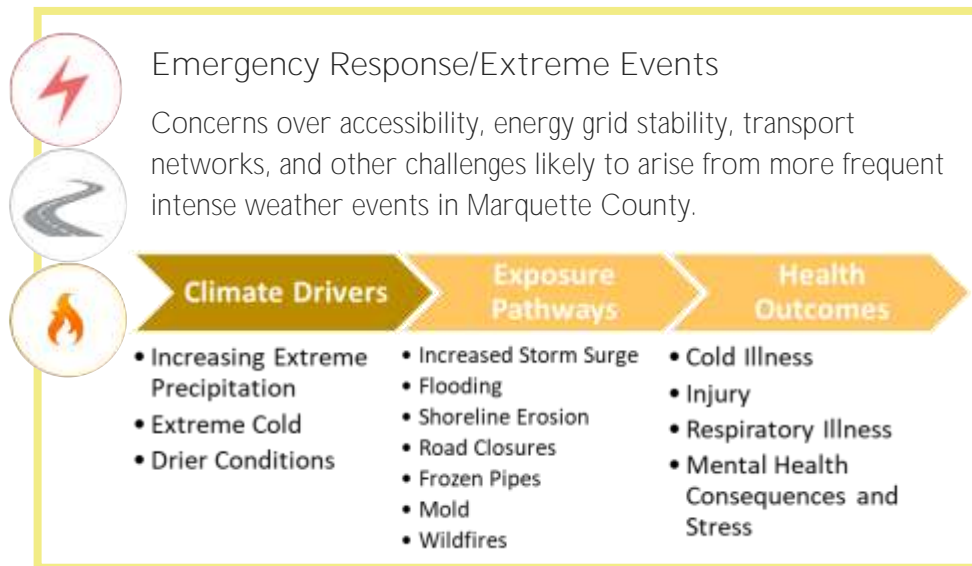 Emergency Response/Extreme Events
Concerns over accessibility, energy grid stability, transport
networks, and other challenges likely to arise from more frequent
intense weather events in Marquette County.
Climate Drivers
• Increasing Extreme
Precipitation
• Extreme Cold
• Drier Conditions
Exposure
Pathways
• Increased Storm Surge
• Flooding
• Shoreline Erosion
• Road Closures
• Frozen Pipes
• Mold
• Wildfires
Health
Outcomes
• Cold Illness
• Injury
• Respiratory Illness
• Mental Health
Consequences and
Stress